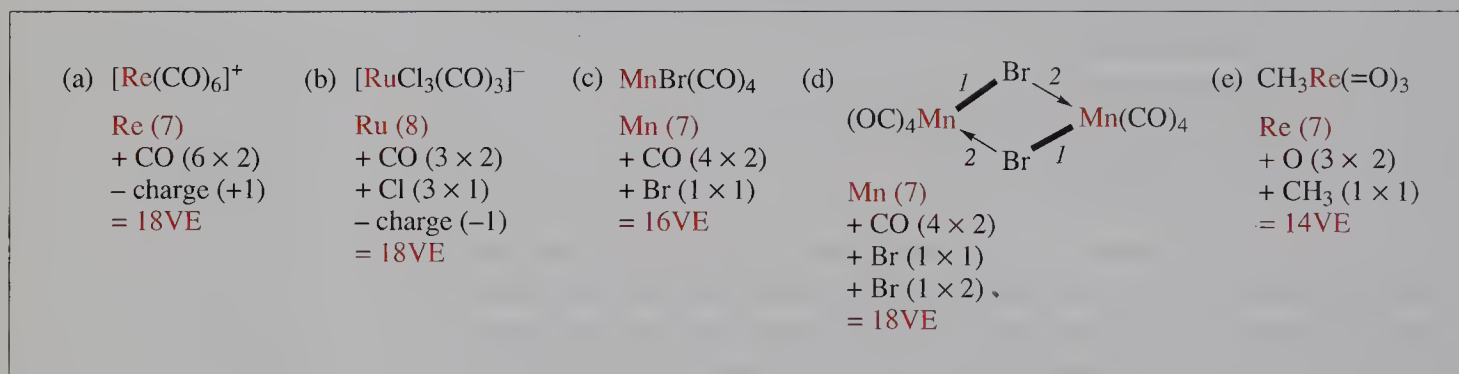 (a) [Re(CO)₆]⁺
Re (7)
+ CO (6 × 2)
– charge (+1)
= 18VE
(b) [RuCl₃(CO)₃]⁻
Ru (8)
+ CO (3 × 2)
+ Cl (3 × 1)
– charge (–1)
= 18VE
(c) MnBr(CO)₄
Mn (7)
+ CO (4 × 2)
+ Br (1 × 1)
= 16VE
(d)
1 Br 2
(OC)₄Mn Mn(CO)₄
2 Br 1
Mn (7)
+ CO (4 × 2)
+ Br (1 × 1)
+ Br (1 × 2)
= 18VE
(e) CH₃Re(=O)₃
Re (7)
+ O (3 × 2)
+ CH₃ (1 × 1)
= 14VE